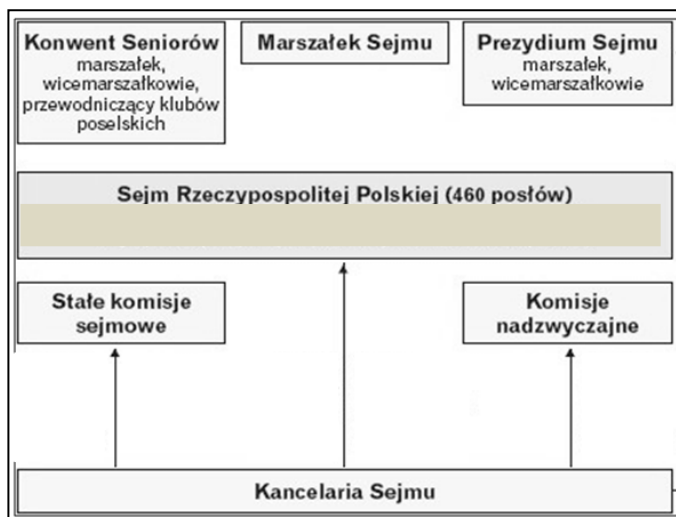 Konwent Seniorów
marszałek,
wicemarszałkowie,
przewodniczący klubów
poselskich
Marszałek Sejmu
Prezydium Sejmu
marszałek,
wicemarszałkowie
Sejm Rzeczypospolitej Polskiej (460 posłów)
Stałe komisje
sejmowe
Komisje
nadzwyczajne
Kancelaria Sejmu